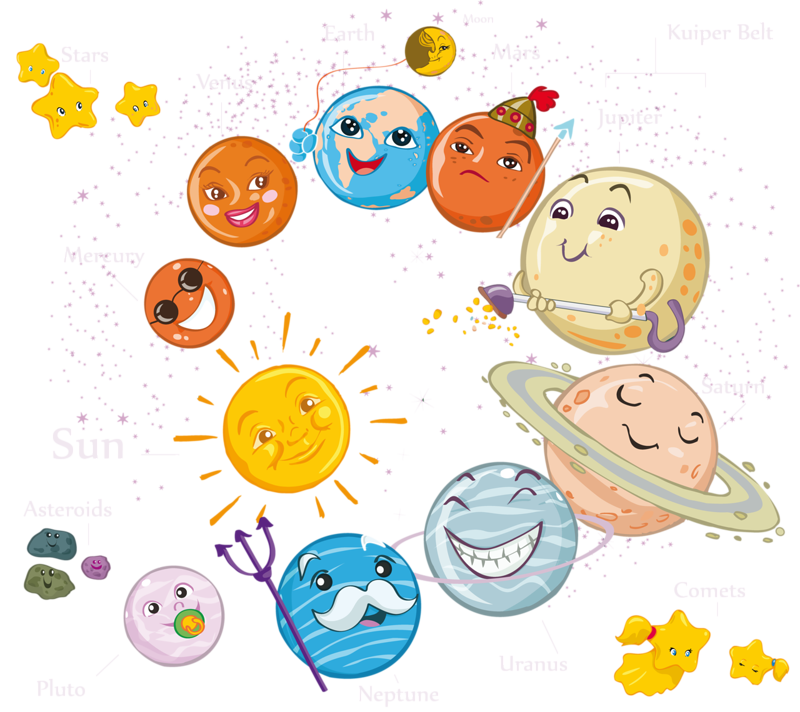 Moon
Earth
Kuiper Belt
Stars
Mars
Venus
Jupiter
Mercury
Saturn
Sun
Asteroids
Comets
Uranus
Pluto
Neptune